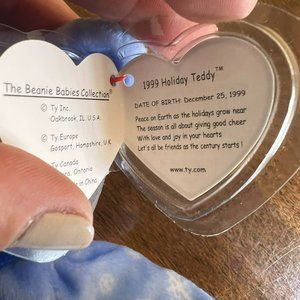 The Beanie Babies Collection®
© Ty Inc.
Oakbrook, IL. U.S.A.
© Ty Europe
Gosport, Hampshire, U.K.
Ty Canada
Ontario
in China
1999 Holiday Teddy™
DATE OF BIRTH: December 25, 1999
Peace on Earth as the holidays grow near
The season is all about giving good cheer
With love and joy in your hearts
Let's all be friends as the century starts!
www.ty.com